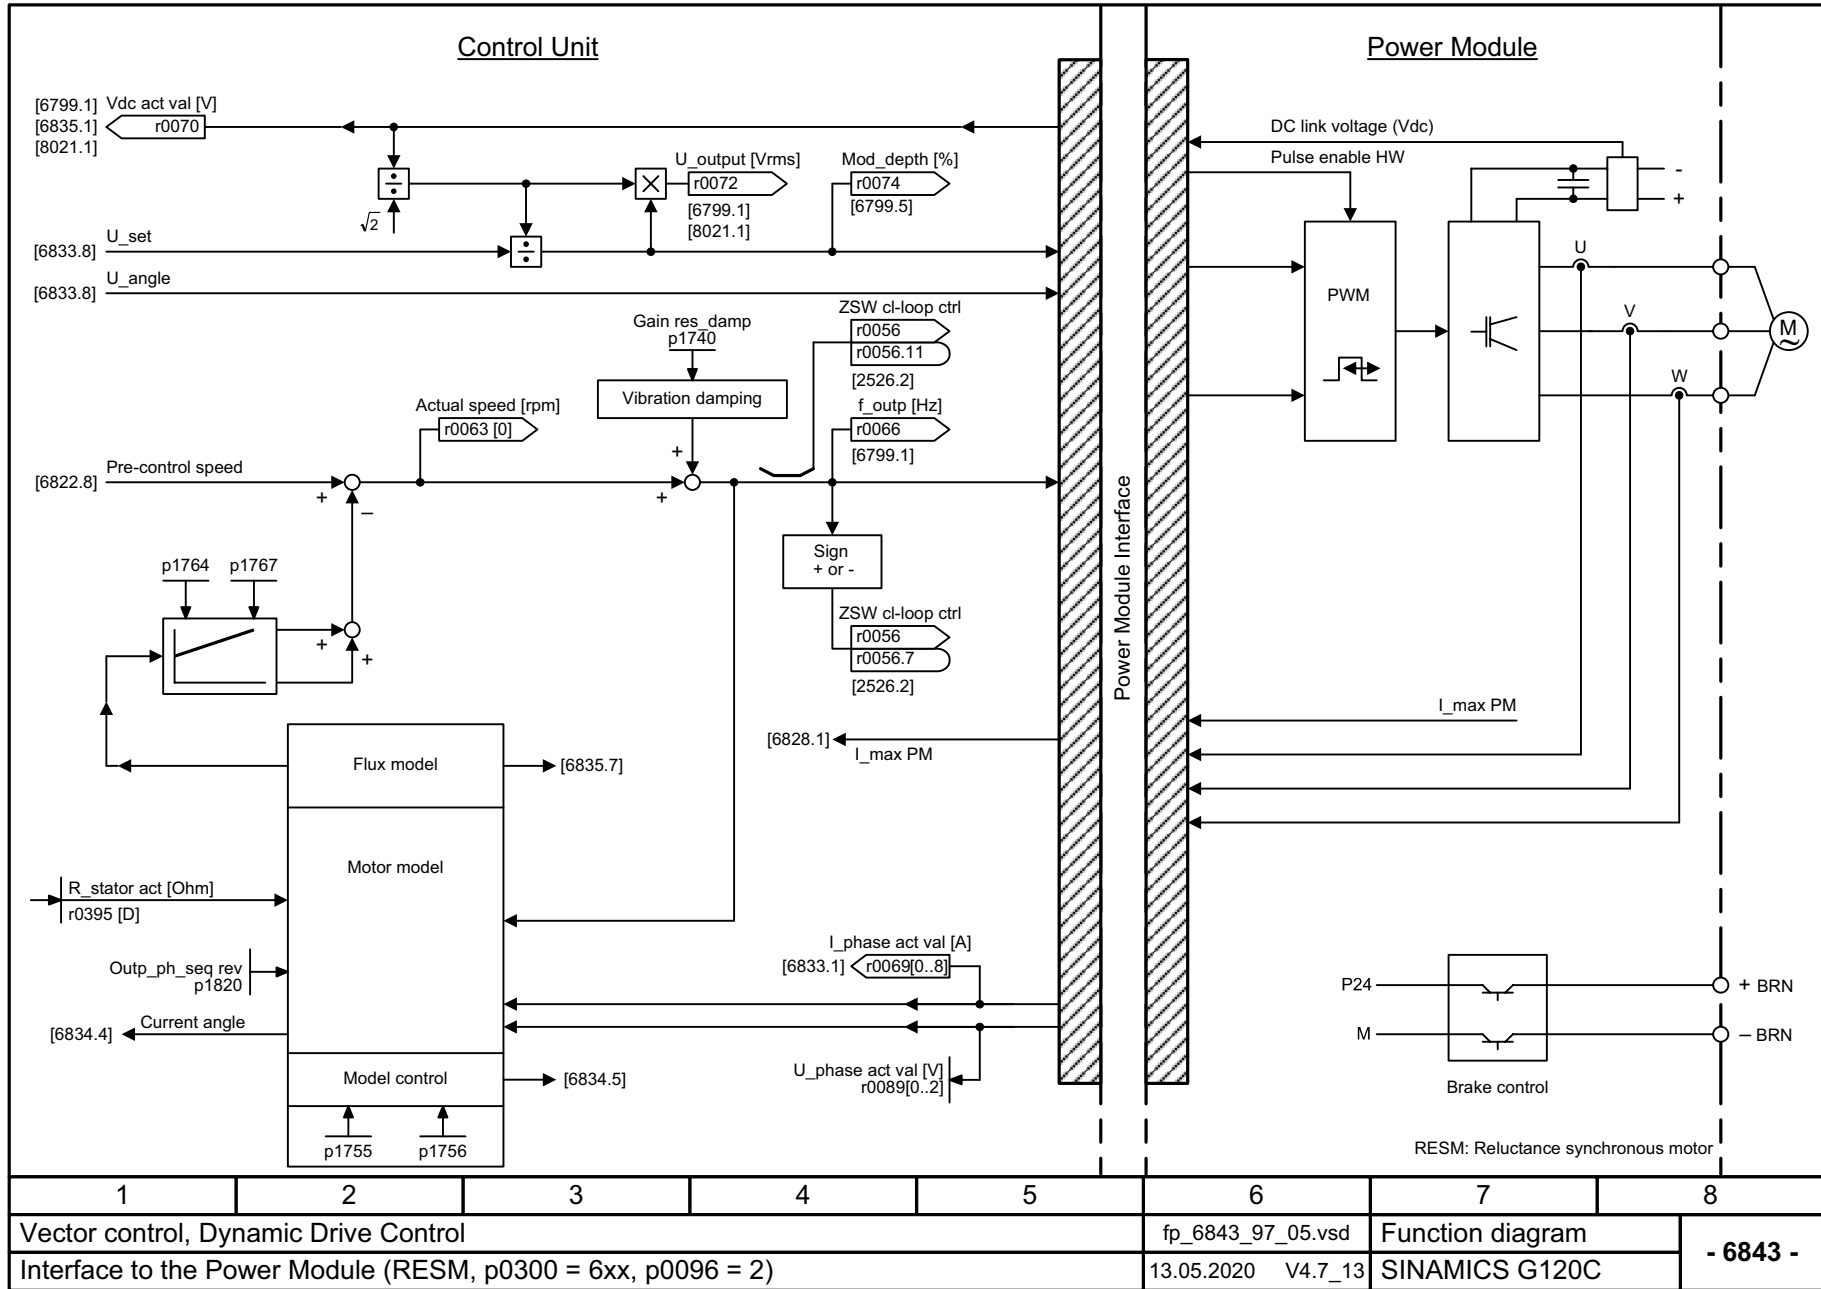 Control Unit
Power Module
[6799.1] Vdc act val [V]
[6835.1] r0070
[8021.1]
÷
√2
U_output [Vrms]
×
r0072
[6799.1]
[8021.1]
Mod_depth [%]
r0074
[6799.5]
U_set
[6833.8]
÷
U_angle
[6833.8]
Gain res_damp
p1740
Vibration damping
ZSW cl-loop ctrl
r0056
r0056.11
[2526.2]
Actual speed [rpm]
r0063 [0]
f_outp [Hz]
r0066
[6799.1]
Pre-control speed
[6822.8]
+
–
+
+
Sign
+ or -
ZSW cl-loop ctrl
r0056
r0056.7
[2526.2]
p1764
p1767
+
+
Flux model
[6835.7]
[6828.1]
I_max PM
Motor model
R_stator act [Ohm]
r0395 [D]
Outp_ph_seq rev
p1820
I_phase act val [A]
[6833.1] r0069[0..8]
Current angle
[6834.4]
Model control
[6834.5]
U_phase act val [V]
r0089[0..2]
p1755
p1756
Power Module Interface
DC link voltage (Vdc)
Pulse enable HW
-
+
PWM
U
V
W
M
~
I_max PM
P24
+ BRN
M
– BRN
Brake control
RESM: Reluctance synchronous motor
1 2 3 4 5 6 7 8
Vector control, Dynamic Drive Control
fp_6843_97_05.vsd
Function diagram
- 6843 -
Interface to the Power Module (RESM, p0300 = 6xx, p0096 = 2)
13.05.2020 V4.7_13
SINAMICS G120C